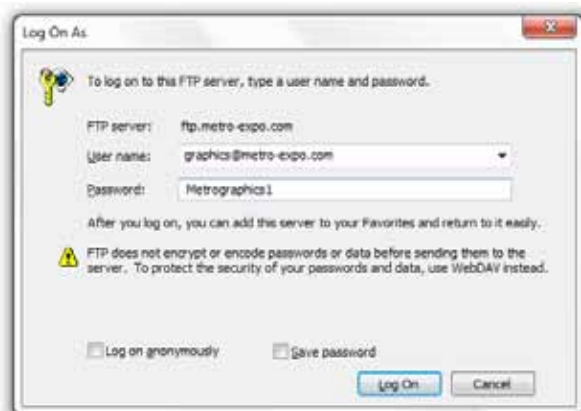 Log On As
To log on to this FTP server, type a user name and password.
FTP server: ftp.metro-expo.com
User name: graphics@metro-expo.com
Password: Metrographics1
After you log on, you can add this server to your Favorites and return to it easily.
FTP does not encrypt or encode passwords or data before sending them to the
server. To protect the security of your passwords and data, use WebDAV instead.
Log on anonymously Save password
Log On Cancel